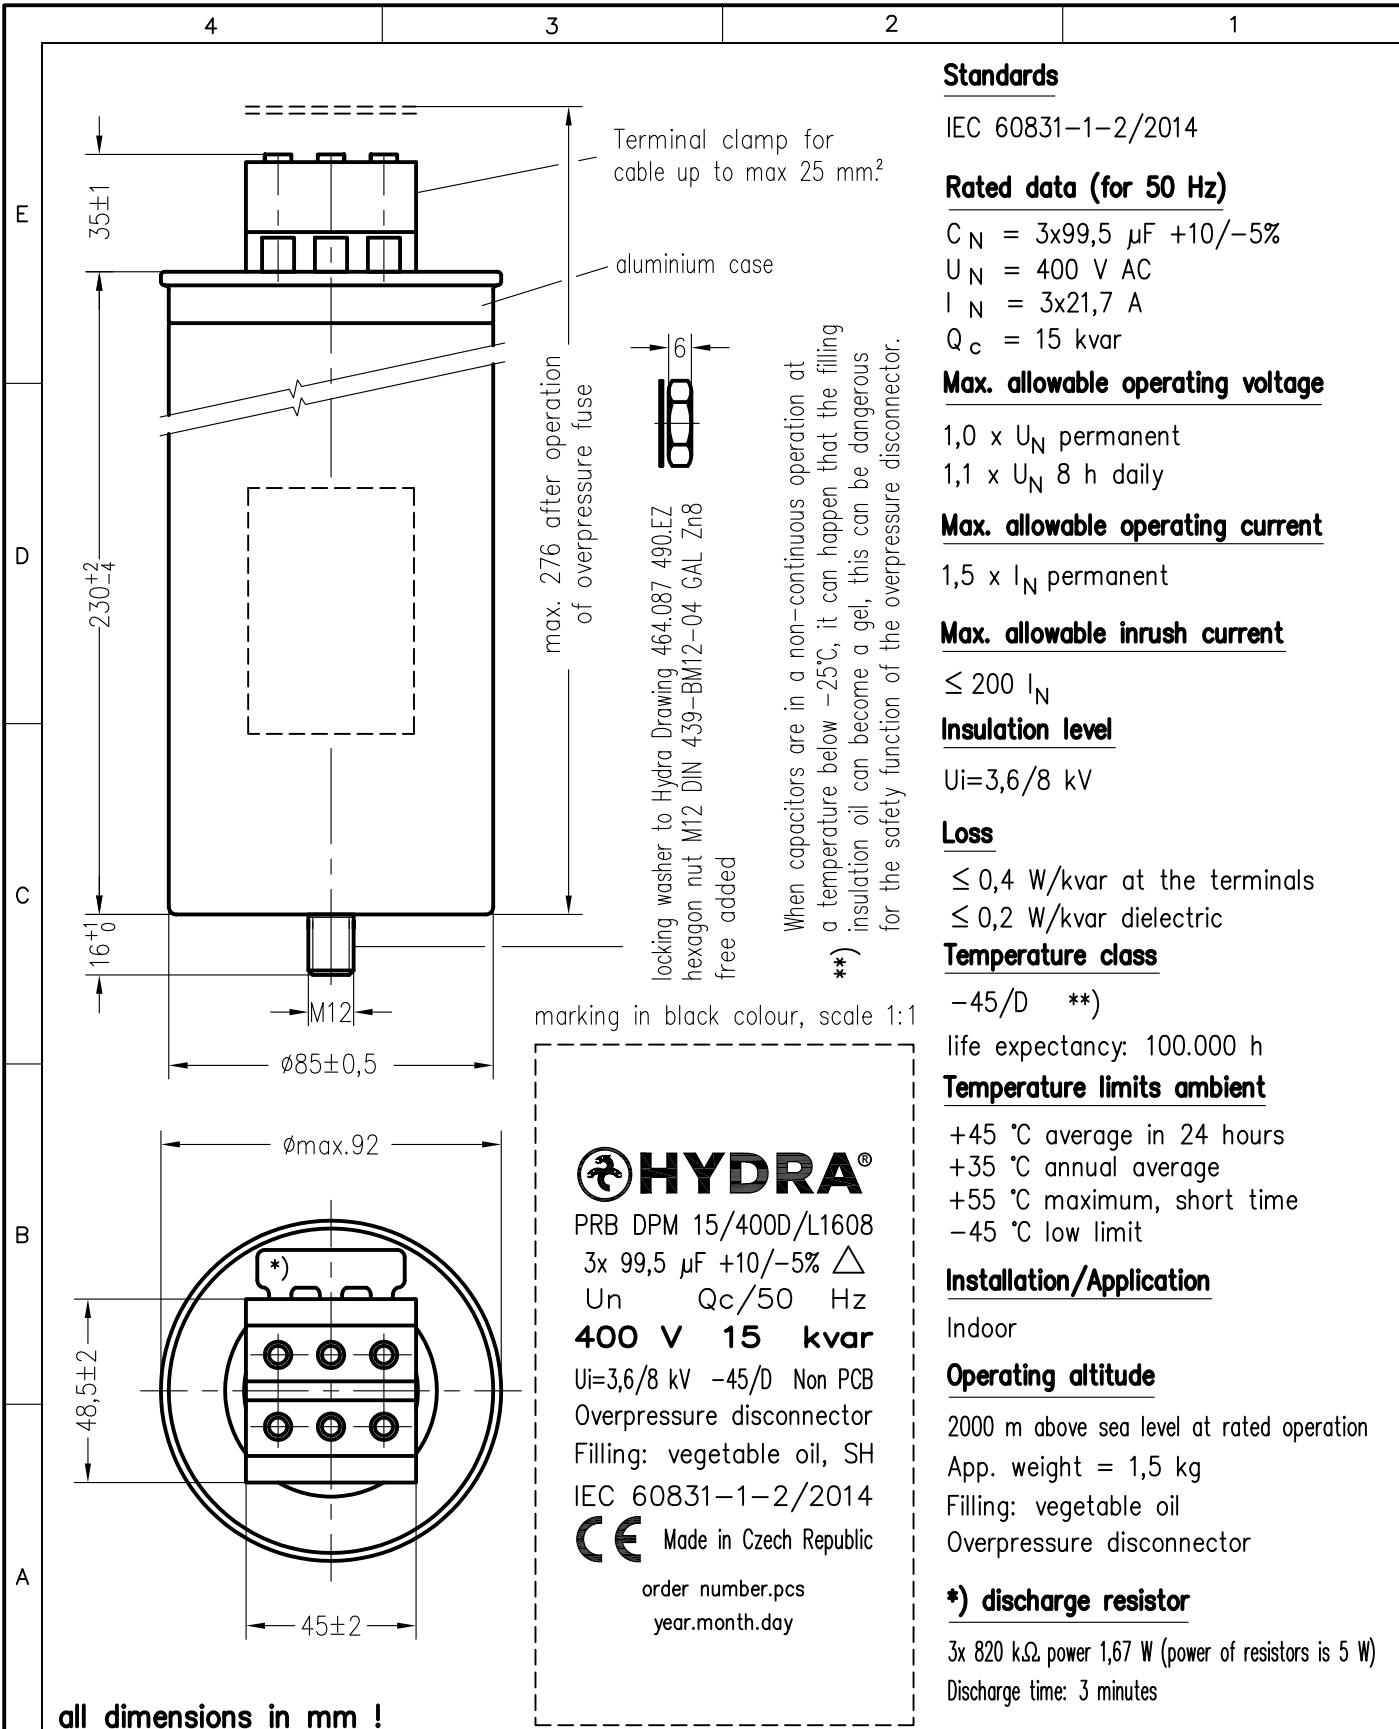 4 3 2 1
E
D
C
B
A
35±1
230+2-4
16+1 0
M12
ø85±0,5
max. 276 after operation
of overpressure fuse
Terminal clamp for
cable up to max 25 mm.²
aluminium case
6
locking washer to Hydra Drawing 464.087 490.EZ
hexagon nut M12 DIN 439-BM12-04 GAL Zn8
free added
When capacitors are in a non-continuous operation at
a temperature below -25°C, it can happen that the filling
insulation oil can become a gel, this can be dangerous
for the safety function of the overpressure disconnector.
**)
ømax.92
*)
48,5±2
45±2
all dimensions in mm !
marking in black colour, scale 1:1
HYDRA®
PRB DPM 15/400D/L1608
3x 99,5 µF +10/-5% △
Un Qc/50 Hz
400 V 15 kvar
Ui=3,6/8 kV -45/D Non PCB
Overpressure disconnector
Filling: vegetable oil, SH
IEC 60831-1-2/2014
CE Made in Czech Republic
order number.pcs
year.month.day
Standards
IEC 60831-1-2/2014
Rated data (for 50 Hz)
C N = 3x99,5 µF +10/-5%
U N = 400 V AC
I N = 3x21,7 A
Q c = 15 kvar
Max. allowable operating voltage
1,0 x UN permanent
1,1 x UN 8 h daily
Max. allowable operating current
1,5 x IN permanent
Max. allowable inrush current
≤ 200 IN
Insulation level
Ui=3,6/8 kV
Loss
≤ 0,4 W/kvar at the terminals
≤ 0,2 W/kvar dielectric
Temperature class
-45/D **)
life expectancy: 100.000 h
Temperature limits ambient
+45 °C average in 24 hours
+35 °C annual average
+55 °C maximum, short time
-45 °C low limit
Installation/Application
Indoor
Operating altitude
2000 m above sea level at rated operation
App. weight = 1,5 kg
Filling: vegetable oil
Overpressure disconnector
*) discharge resistor
3x 820 kΩ power 1,67 W (power of resistors is 5 W)
Discharge time: 3 minutes